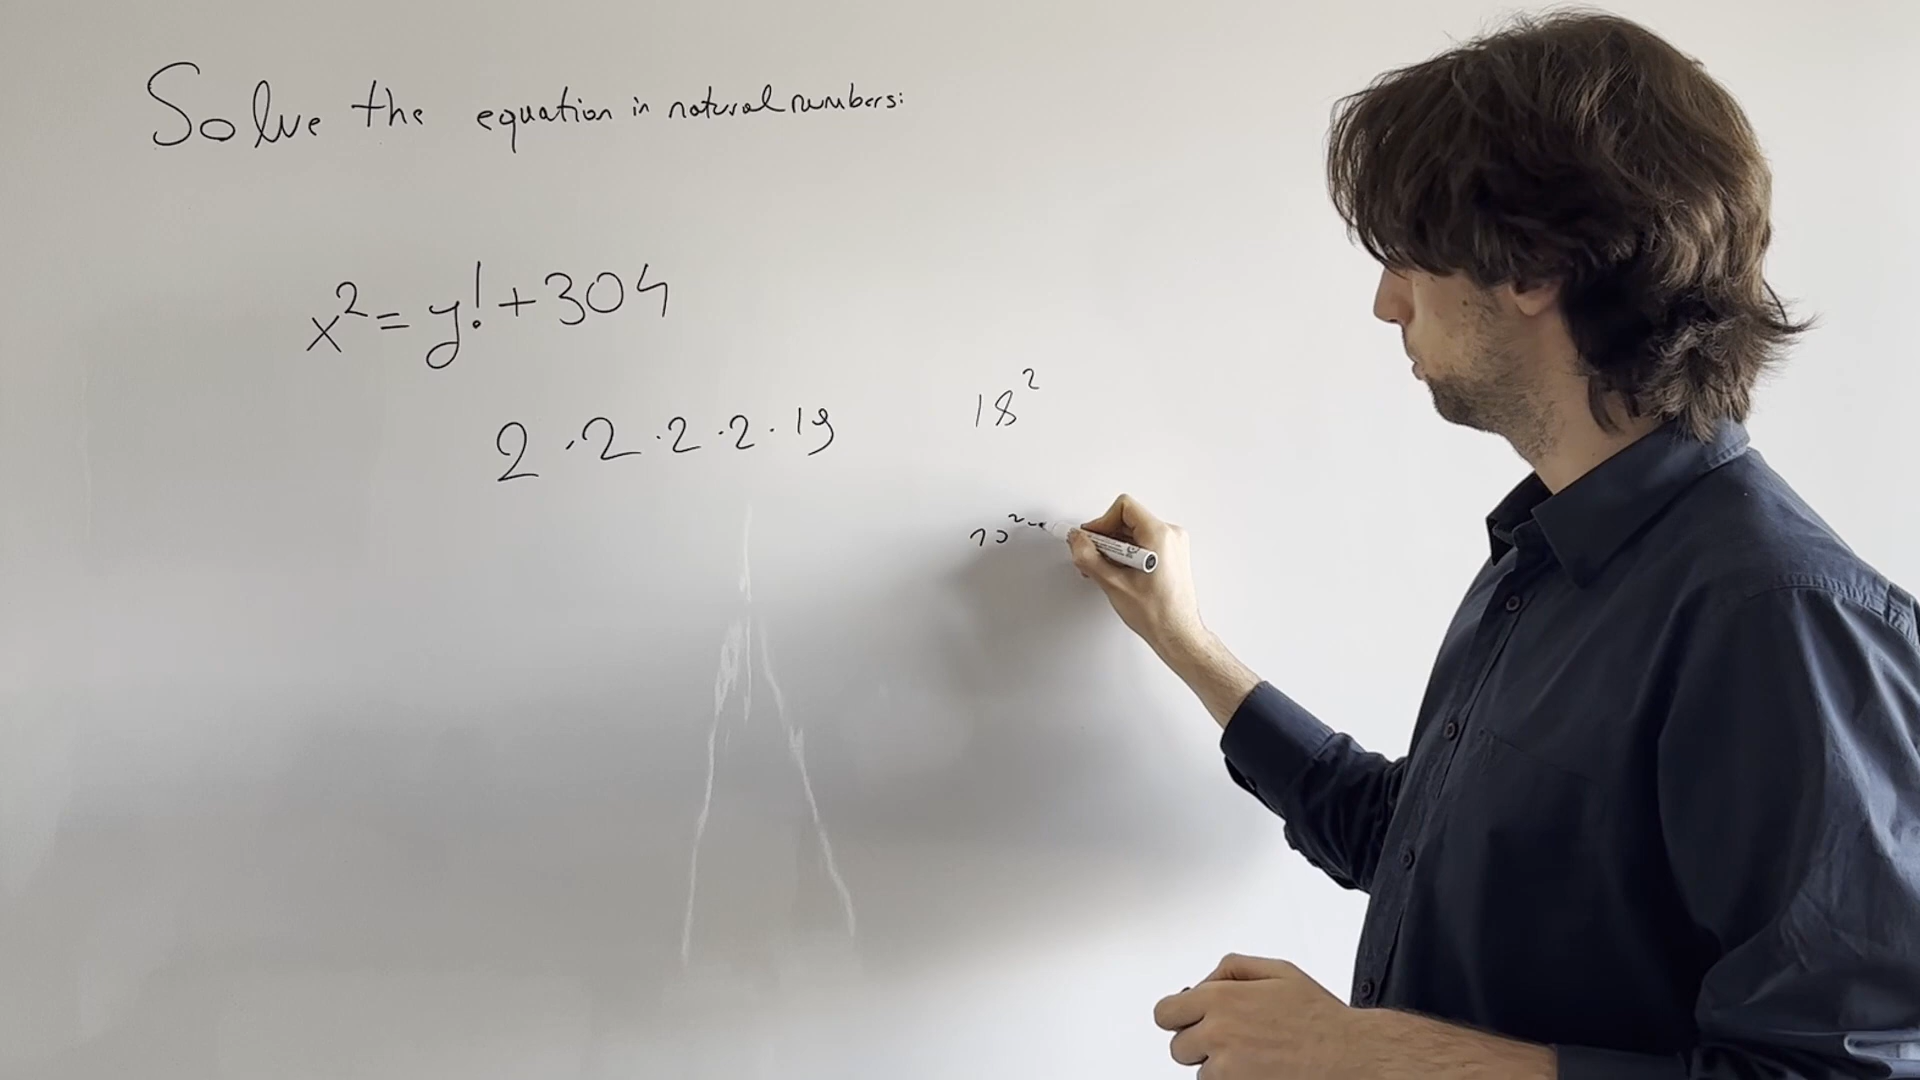 Solve the equation in natural numbers:
x² = y! + 304
2 · 2 · 2 · 2 · 19
18²